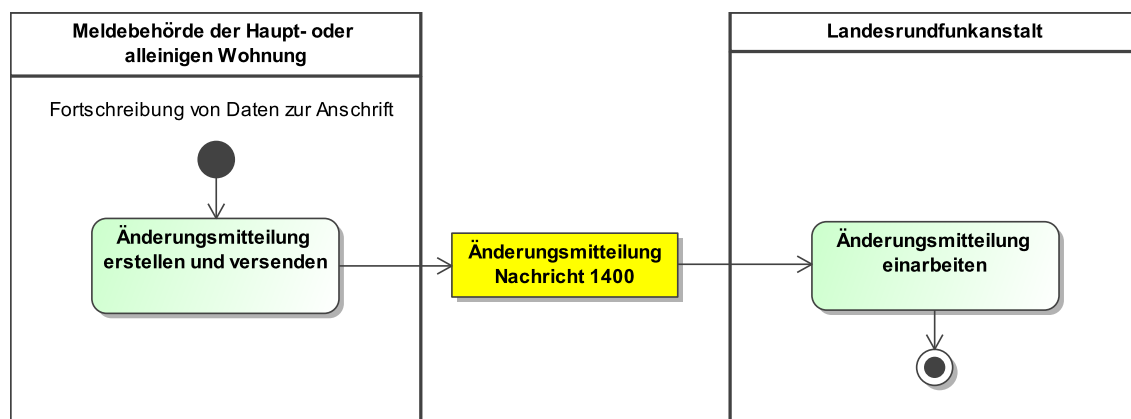 Meldebehörde der Haupt- oder
alleinigen Wohnung
Landesrundfunkanstalt
Fortschreibung von Daten zur Anschrift
Änderungsmitteilung
erstellen und versenden
Änderungsmitteilung
Nachricht 1400
Änderungsmitteilung
einarbeiten